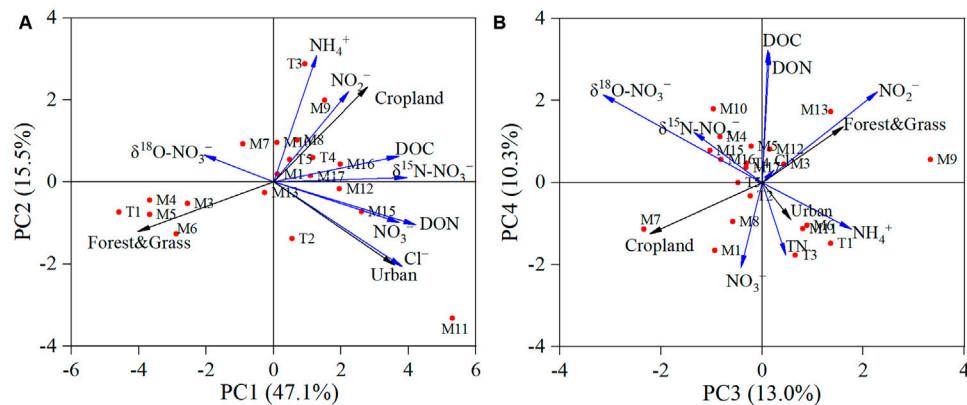 A
B
4
2
0
-2
-4
-6
-4
-2
0
2
4
6
PC2 (15.5%)
PC1 (47.1%)
NH₄⁺
T3
NO₂⁻
M9
Cropland
M7
M8
DOC
δ¹⁸O-NO₃⁻
T5
T4
M16
δ¹⁵N-NO₃⁻
M1
M17
M12
M13
M4
M3
T1
M5
M6
M15
DON
NO₃⁻
Forest&Grass
T2
Cl⁻
Urban
M11
4
2
0
-2
-4
-4
-2
0
2
4
PC4 (10.3%)
PC3 (13.0%)
DOC
DON
δ¹⁸O-NO₃⁻
NO₂⁻
M10
M13
Forest&Grass
δ¹⁵N-NO₃⁻
M4
M15
M5
M12
M16
Cl⁻
M3
M9
Urban
M7
M8
M6
Cropland
NH₄⁺
M1
TN
T1
T3
NO₃⁻